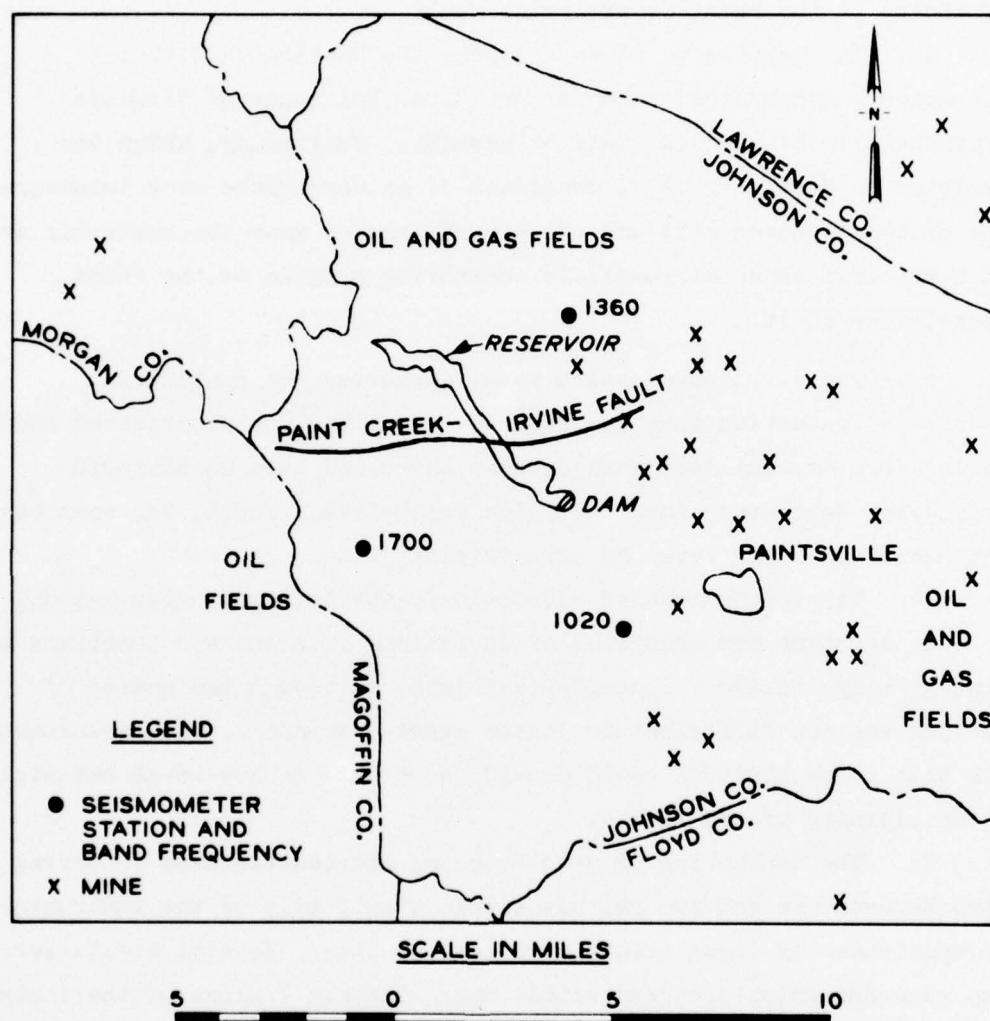 N
LAWRENCE CO.
JOHNSON CO.
OIL AND GAS FIELDS
1360
RESERVOIR
MORGAN CO.
PAINT CREEK- IRVINE FAULT
DAM
1700
OIL
FIELDS
PAINTSVILLE
1020
OIL
AND
GAS
FIELDS
MAGOFFIN CO.
JOHNSON CO.
FLOYD CO.
LEGEND
● SEISMOMETER
STATION AND
BAND FREQUENCY
X MINE
SCALE IN MILES
5 0 5 10